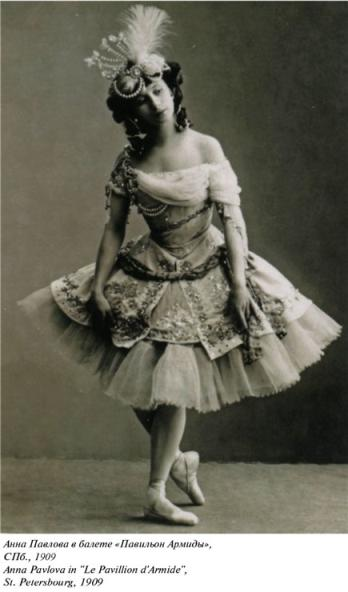 Анна Павлова в балете «Павильон Армиды»,
СПб., 1909
Anna Pavlova in "Le Pavillion d'Armide",
St. Petersbourg, 1909